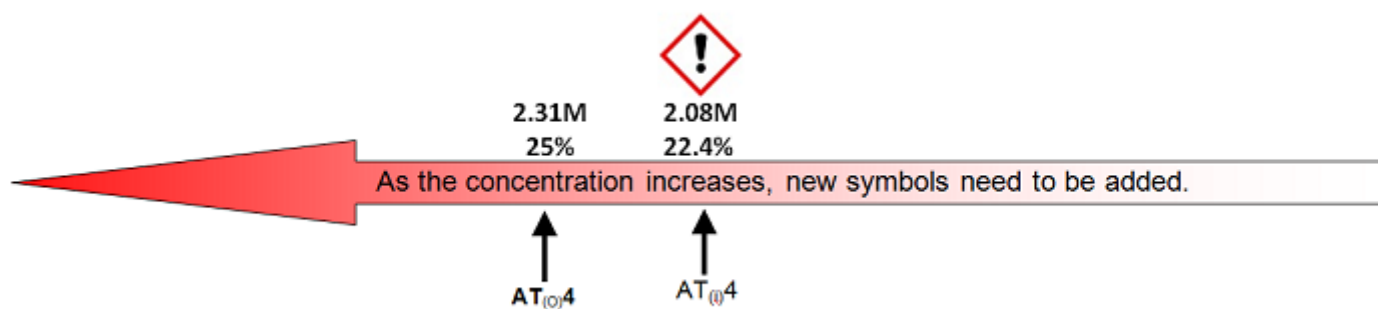 !
2.31M 2.08M
25% 22.4%
As the concentration increases, new symbols need to be added.
AT(O)4 AT(i)4